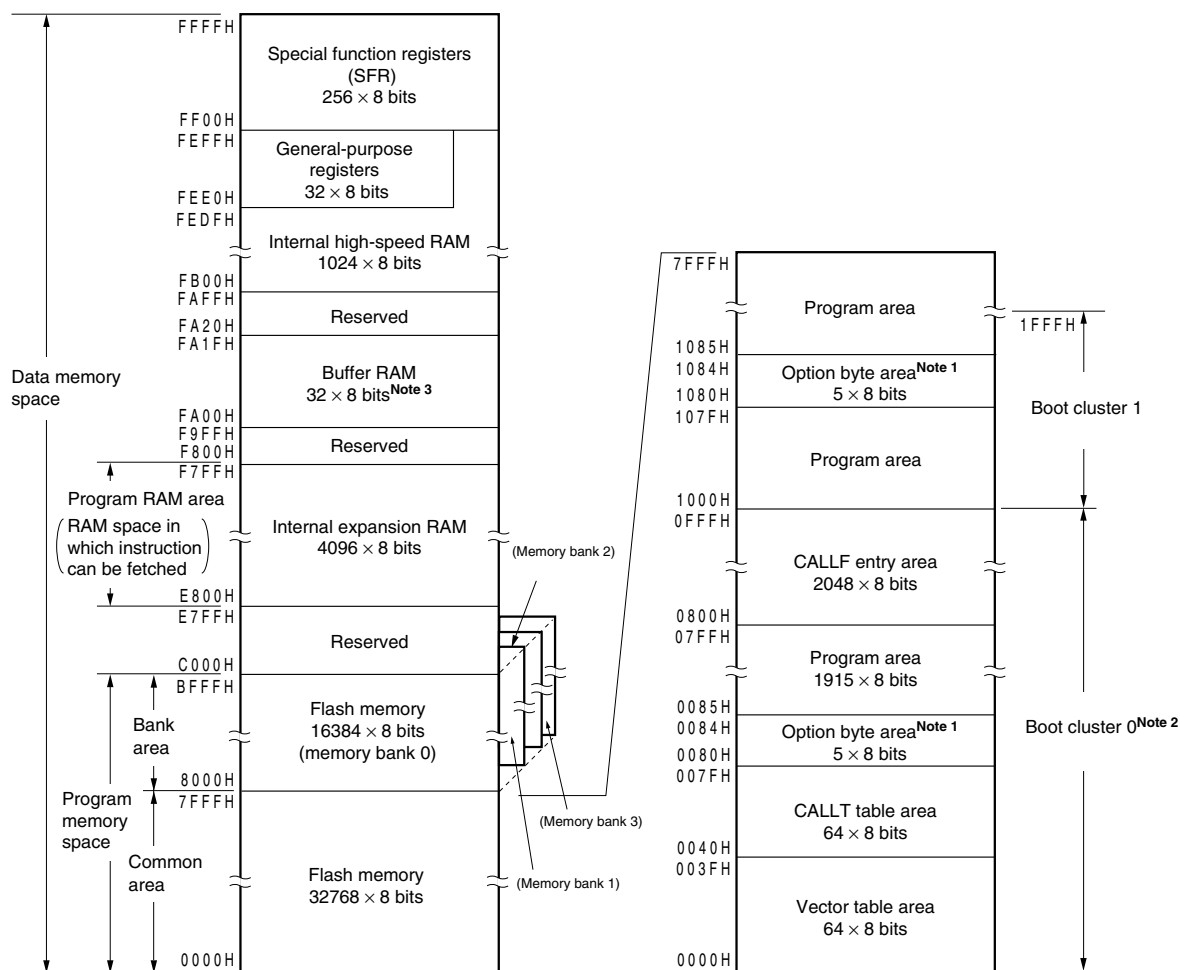 FFFFH
Special function registers
(SFR)
256 × 8 bits
FF00H
FEFFH
General-purpose
registers
32 × 8 bits
FEE0H
FEDFH
Internal high-speed RAM
1024 × 8 bits
FB00H
FAFFH
Reserved
FA20H
FA1FH
Data memory
space
Buffer RAM
32 × 8 bits Note 3
FA00H
F9FFH
Reserved
F800H
F7FFH
Program RAM area
(RAM space in
which instruction
can be fetched)
Internal expansion RAM
4096 × 8 bits
E800H
E7FFH
Reserved
C000H
BFFFH
Bank
area
Flash memory
16384 × 8 bits
(memory bank 0)
8000H
7FFFH
Program
memory
space
Common
area
Flash memory
32768 × 8 bits
0000H
(Memory bank 2)
(Memory bank 3)
(Memory bank 1)
7FFFH
Program area
1FFFH
1085H
1084H
Option byte area Note 1
5 × 8 bits
1080H
107FH
Boot cluster 1
Program area
1000H
0FFFH
CALLF entry area
2048 × 8 bits
0800H
07FFH
Program area
1915 × 8 bits
0085H
0084H
Option byte area Note 1
5 × 8 bits
Boot cluster 0 Note 2
0080H
007FH
CALLT table area
64 × 8 bits
0040H
003FH
Vector table area
64 × 8 bits
0000H